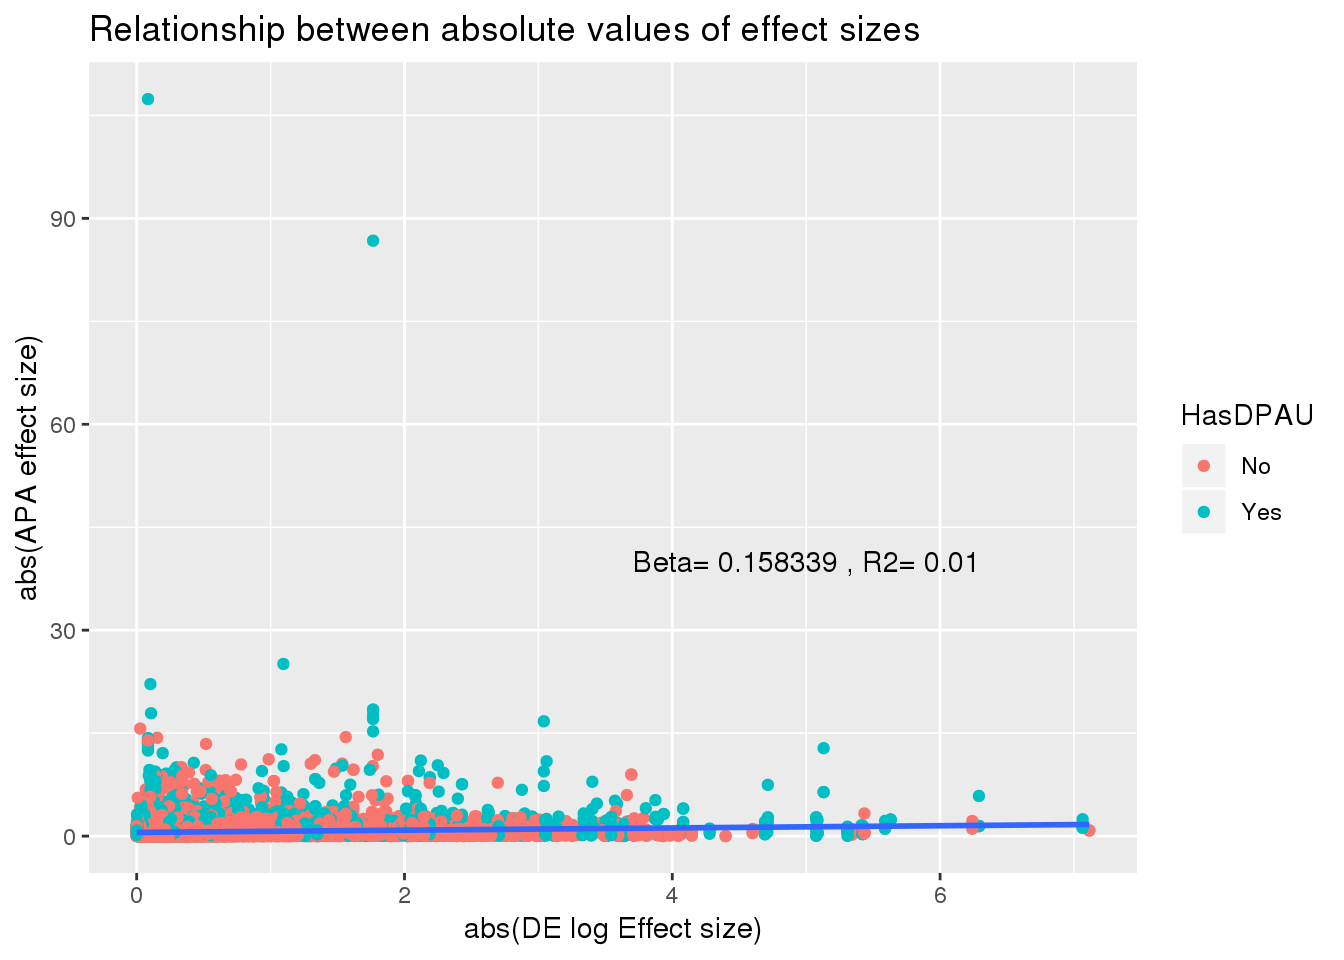 Relationship between absolute values of effect sizes
abs(APA effect size)
90
60
30
0
Beta= 0.158339 , R2= 0.01
HasDPAU
No
Yes
0 2 4 6
abs(DE log Effect size)